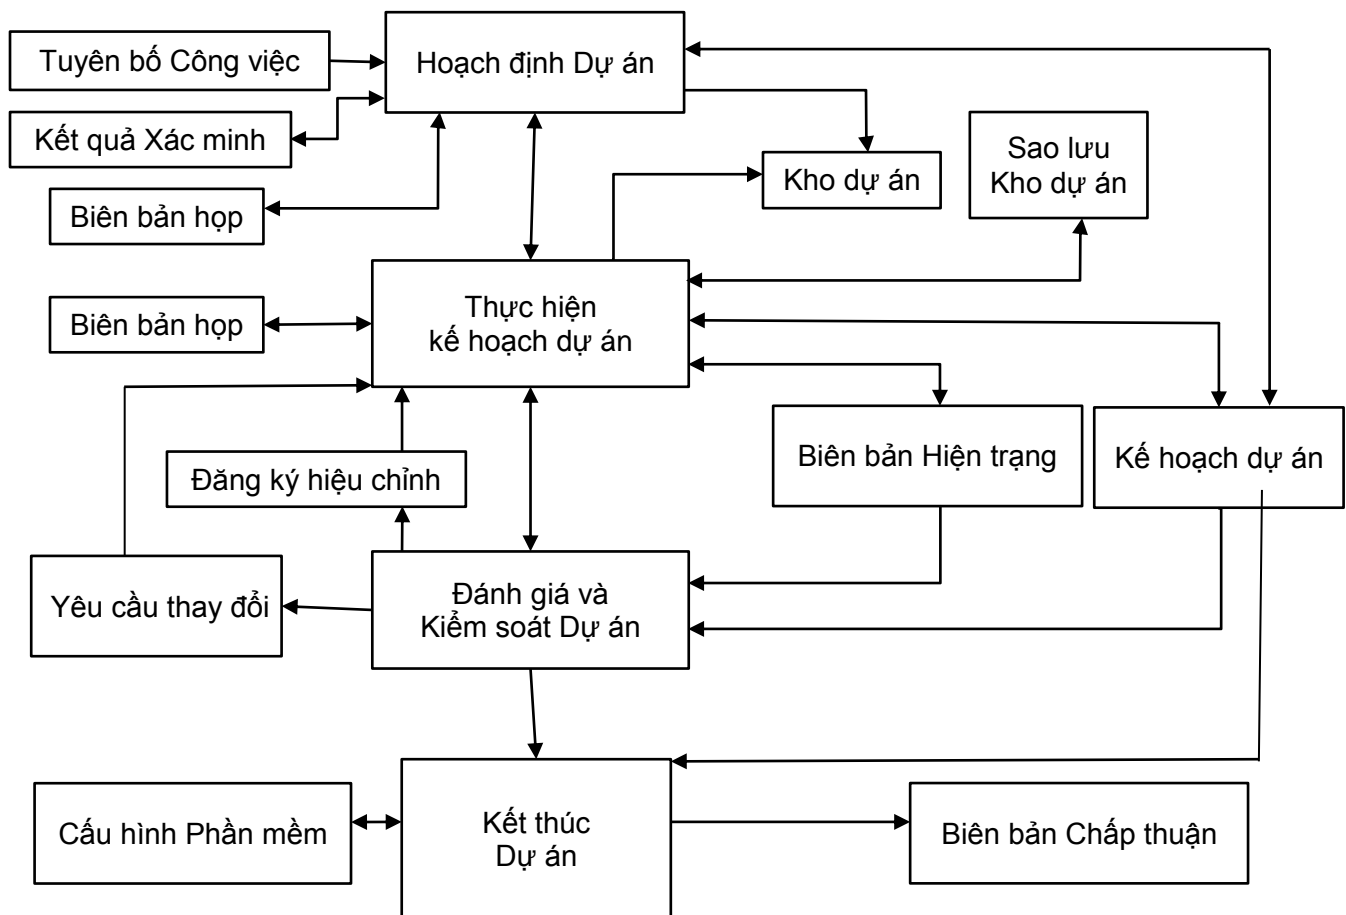 Tuyên bố Công việc
Hoạch định Dự án
Kết quả Xác minh
Sao lưu
Kho dự án
Kho dự án
Biên bản họp
Biên bản họp
Thực hiện
kế hoạch dự án
Đăng ký hiệu chỉnh
Biên bản Hiện trạng
Kế hoạch dự án
Yêu cầu thay đổi
Đánh giá và
Kiểm soát Dự án
Cấu hình Phần mềm
Kết thúc
Dự án
Biên bản Chấp thuận